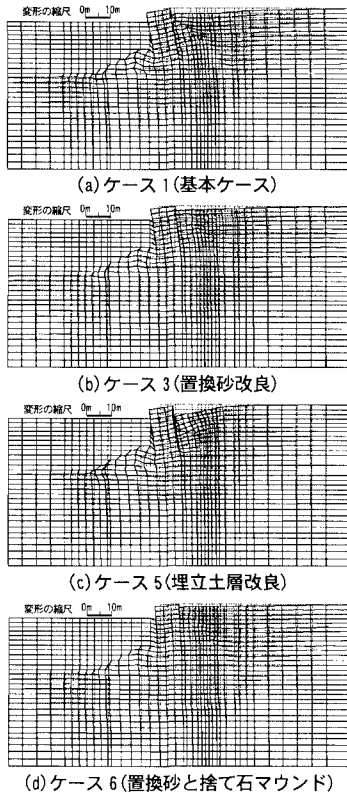 変形の縮尺 0m 10m
(a)ケース1(基本ケース)
変形の縮尺 0m 10m
(b)ケース3(置換砂改良)
変形の縮尺 0m 10m
(c)ケース5(埋立土層改良)
変形の縮尺 0m 10m
(d)ケース6(置換砂と捨て石マウンド)